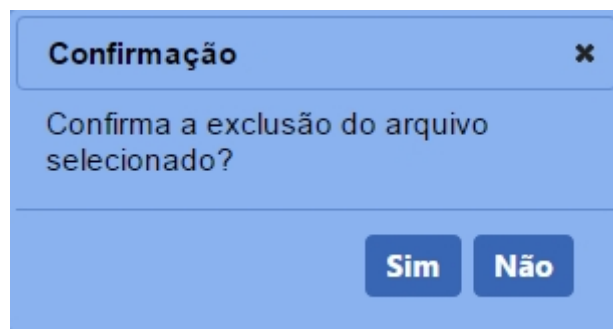 Confirmação
Confirma a exclusão do arquivo
selecionado?
Sim Não